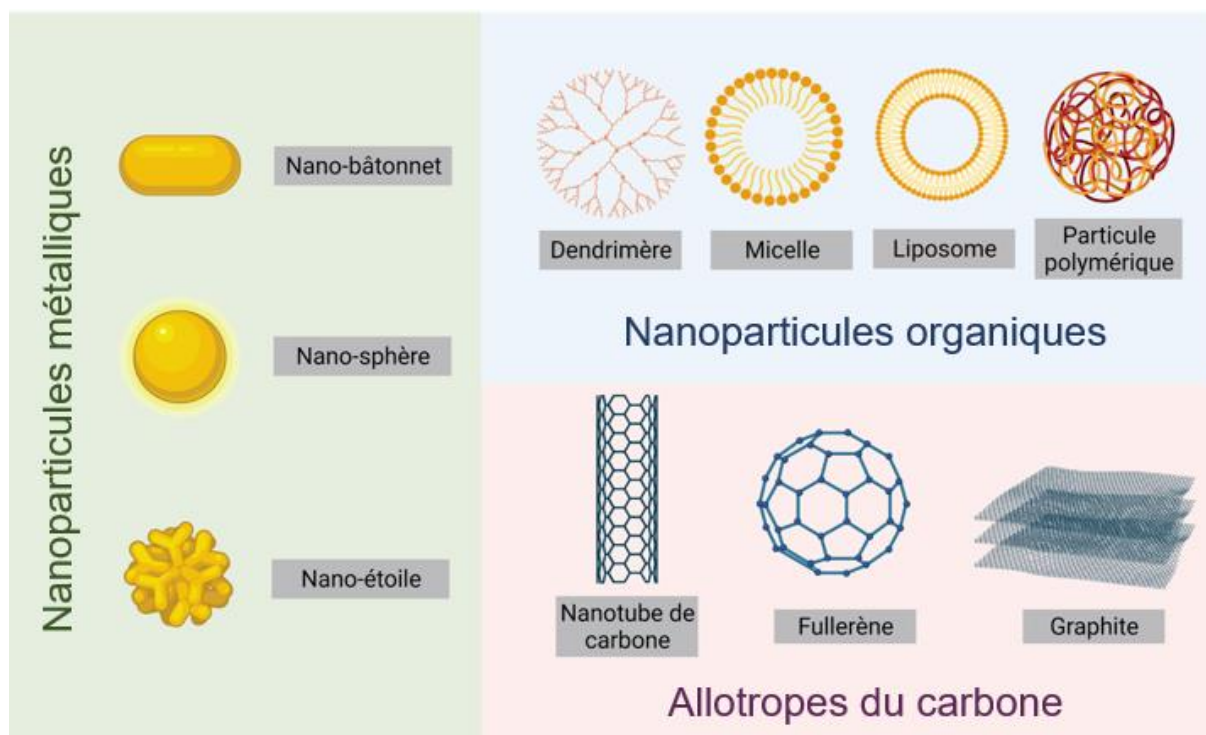 Nanoparticules métalliques
Nano-bâtonnet
Nano-sphère
Nano-étoile
Dendrimère
Micelle
Liposome
Particule
polymérique
Nanoparticules organiques
Nanotube de
carbone
Fullerène
Graphite
Allotropes du carbone